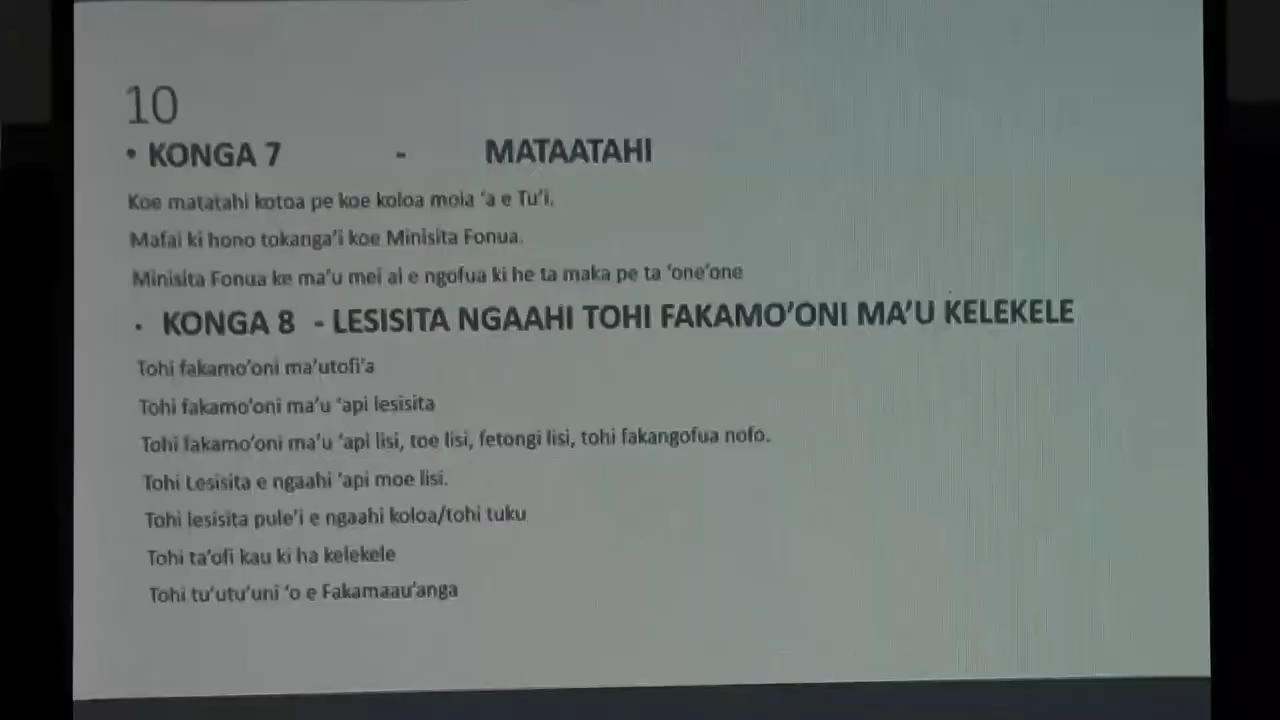 10
• KONGA 7 - MATAATAHI
Koe matatahi kotoa pe koe koloa moia ‘a e Tu’i.
Mafai ki hono tokanga’i koe Minisita Fonua.
Minisita Fonua ke ma’u mei ai e ngofua ki he ta maka pe ta ‘one’one
• KONGA 8 - LESISITA NGAAHI TOHI FAKAMO’ONI MA’U KELEKELE
Tohi fakamo’oni ma’utofi’a
Tohi fakamo’oni ma’u ‘api lesisita
Tohi fakamo’oni ma’u ‘api lisi, toe lisi, fetongi lisi, tohi fakangofua nofo.
Tohi Lesisita e ngaahi ‘api moe lisi.
Tohi lesisita pule’i e ngaahi koloa/tohi tuku
Tohi ta’ofi kau ki ha kelekele
Tohi tu’utu’uni ‘o e Fakamaau’anga